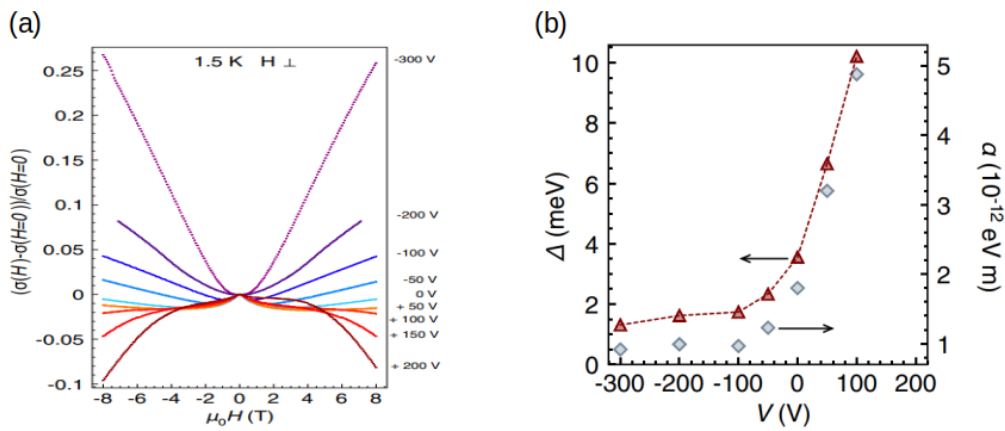 (a)
1.5 K H ⊥
(σ(H)-σ(H=0))/σ(H=0)
0.25
0.2
0.15
0.1
0.05
0
-0.05
-0.1
-8 -6 -4 -2 0 2 4 6 8
μ₀H (T)
-300 V
-200 V
-100 V
-50 V
0 V
+ 50 V
+ 100 V
+ 150 V
+ 200 V
(b)
Δ (meV)
10
8
6
4
2
0
-300 -200 -100 0 100 200
V (V)
5
4
3
2
1
α (10⁻¹² eV m)